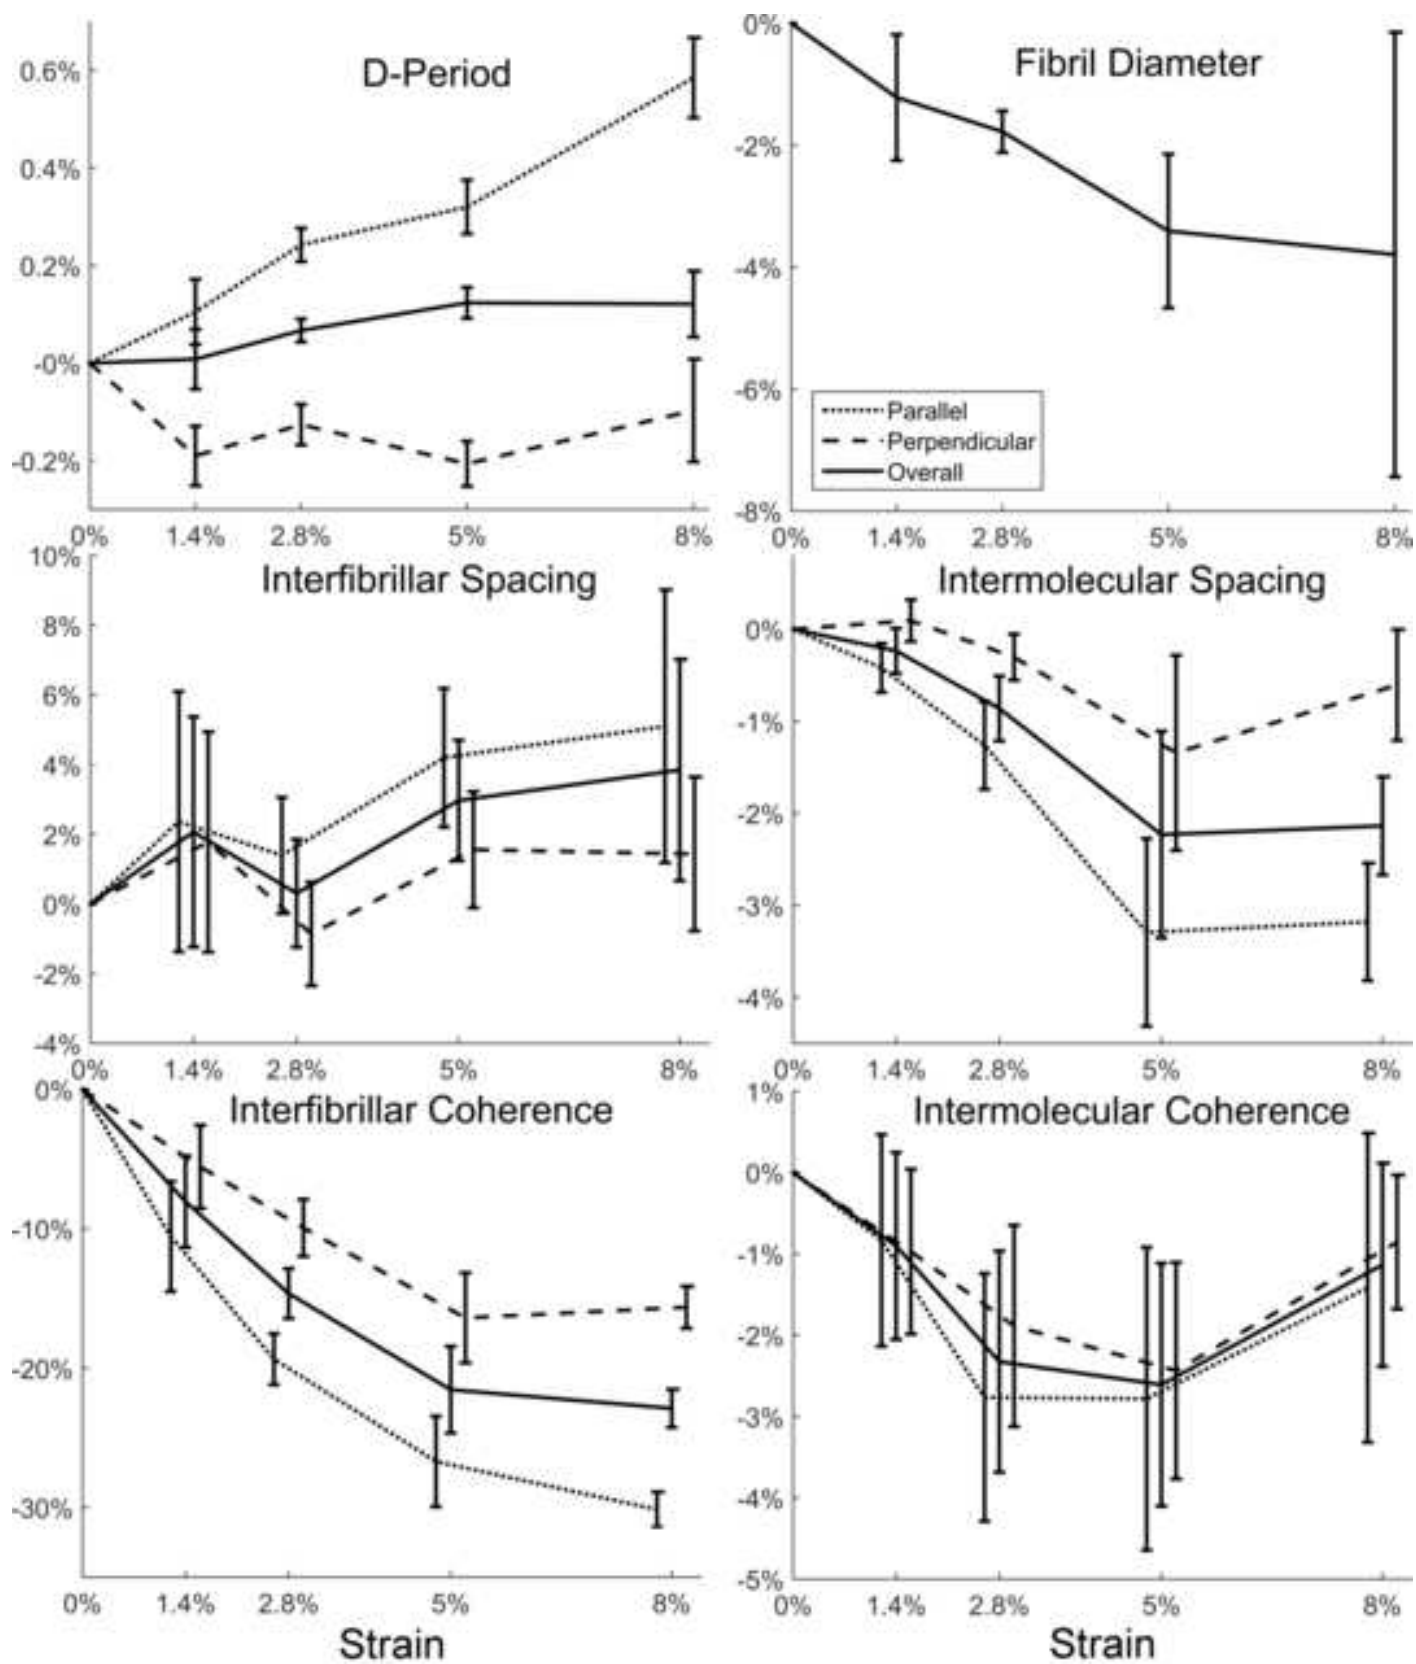 D-Period
0.6%
0.4%
0.2%
-0%
-0.2%
0% 1.4% 2.8% 5% 8%
Fibril Diameter
0%
-2%
-4%
-6%
-8%
Parallel
Perpendicular
Overall
0% 1.4% 2.8% 5% 8%
Interfibrillar Spacing
10%
8%
6%
4%
2%
0%
-2%
-4%
0% 1.4% 2.8% 5% 8%
Intermolecular Spacing
0%
-1%
-2%
-3%
-4%
0% 1.4% 2.8% 5% 8%
Interfibrillar Coherence
0%
-10%
-20%
-30%
0% 1.4% 2.8% 5% 8%
Strain
Intermolecular Coherence
1%
0%
-1%
-2%
-3%
-4%
-5%
0% 1.4% 2.8% 5% 8%
Strain